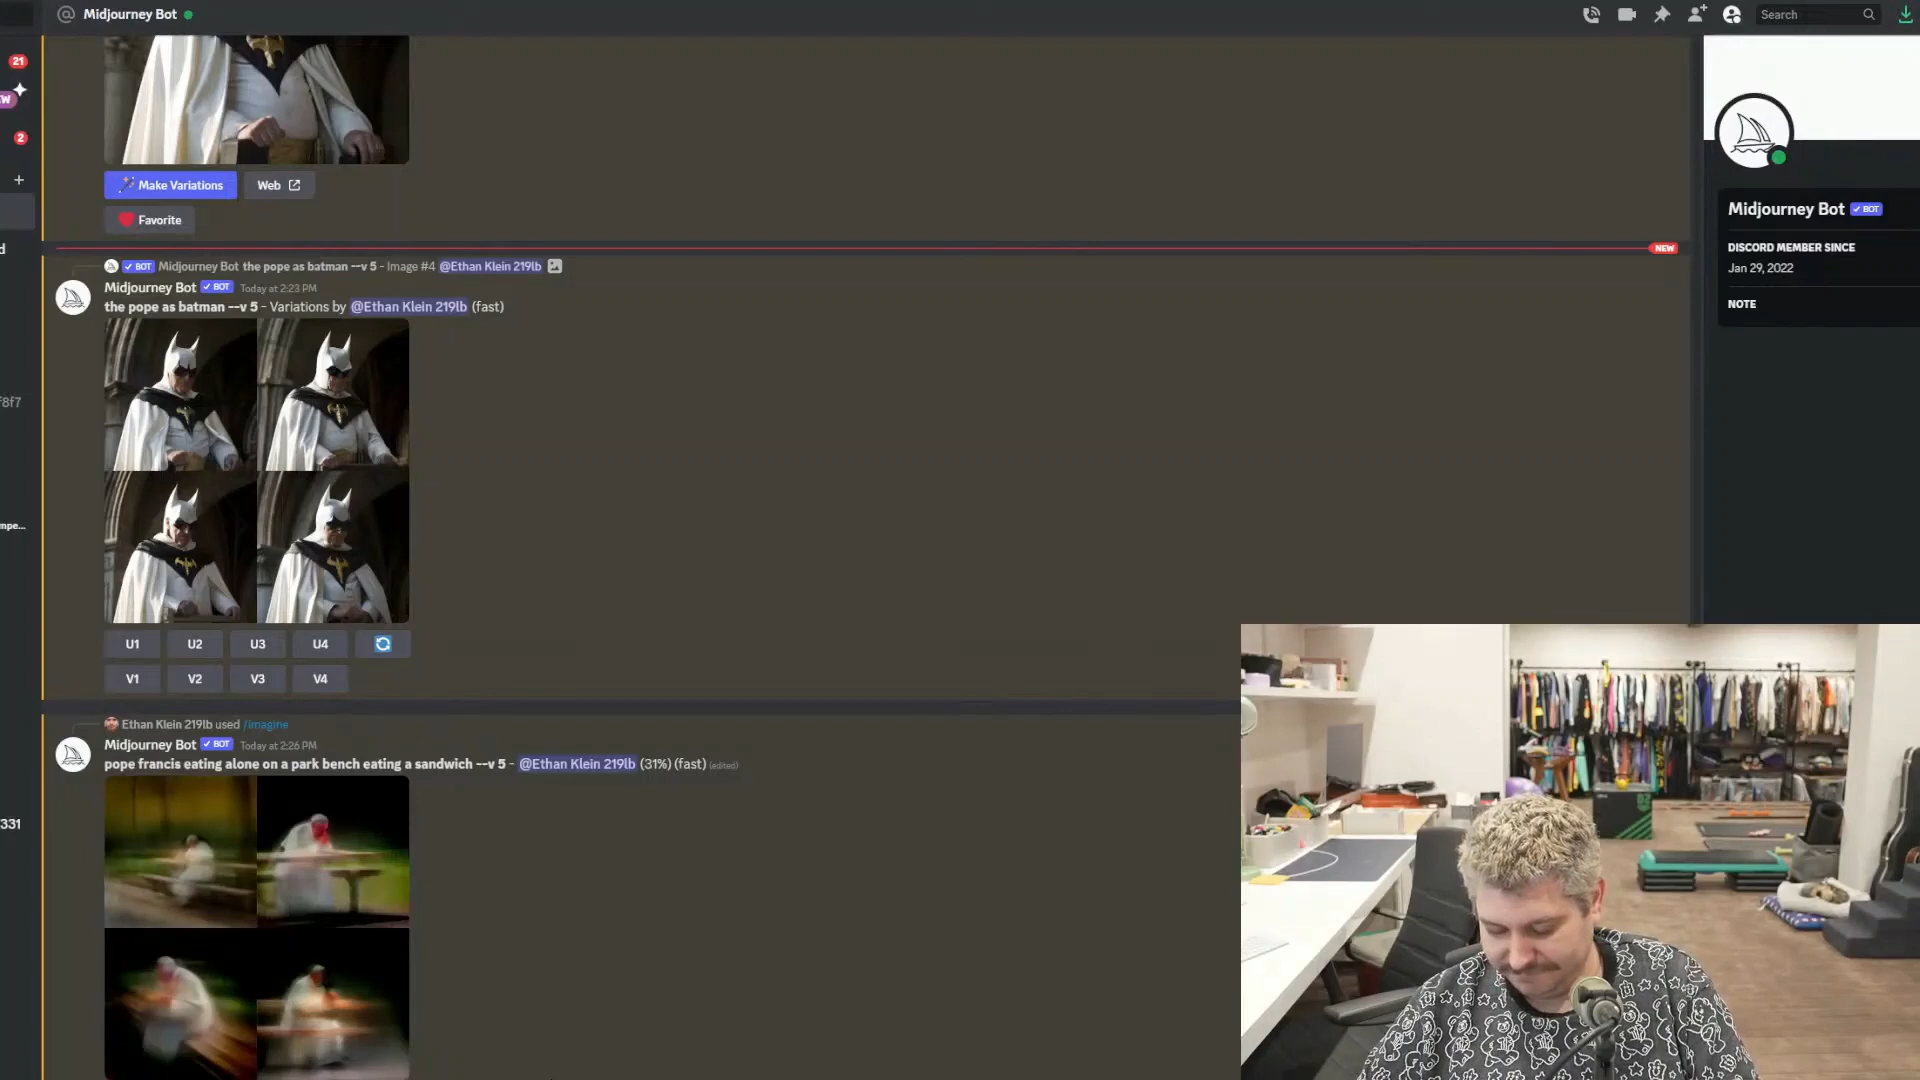 Midjourney Bot
Search
21
EW
2
+
d
f8f7
mpe...
331
Make Variations
Web
Favorite
NEW
BOT Midjourney Bot the pope as batman --v 5 - Image #4 @Ethan Klein 219lb
Midjourney Bot BOT Today at 2:23 PM
the pope as batman --v 5 - Variations by @Ethan Klein 219lb (fast)
U1 U2 U3 U4
V1 V2 V3 V4
Ethan Klein 219lb used /imagine
Midjourney Bot BOT Today at 2:26 PM
pope francis eating alone on a park bench eating a sandwich --v 5 - @Ethan Klein 219lb (31%) (fast) (edited)
Midjourney Bot BOT
DISCORD MEMBER SINCE
Jan 29, 2022
NOTE